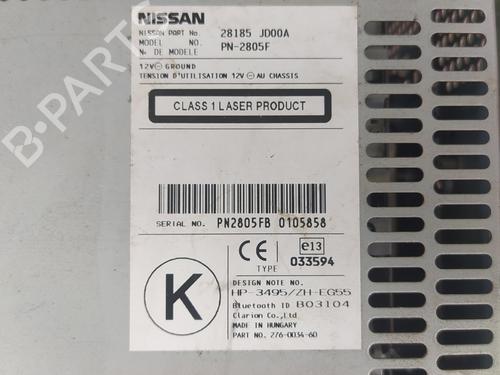 NISSAN
NISSAN PART No. 28185 JD00A
MODEL NO. PN-2805F
N° DE MODELE
12V⊖ GROUND
TENSION D'UTILISATION 12V⊖ AU CHASSIS
CLASS 1 LASER PRODUCT
SERIAL NO. PN2805FB 0105858
CE e13
TYPE 033594
K
DESIGN NOTE NO.
HP-3495/ZH-EG55
Bluetooth ID B03104
Clarion Co.,Ltd
MADE IN HUNGARY
PART NO. 276-0034-60
B-PARTS